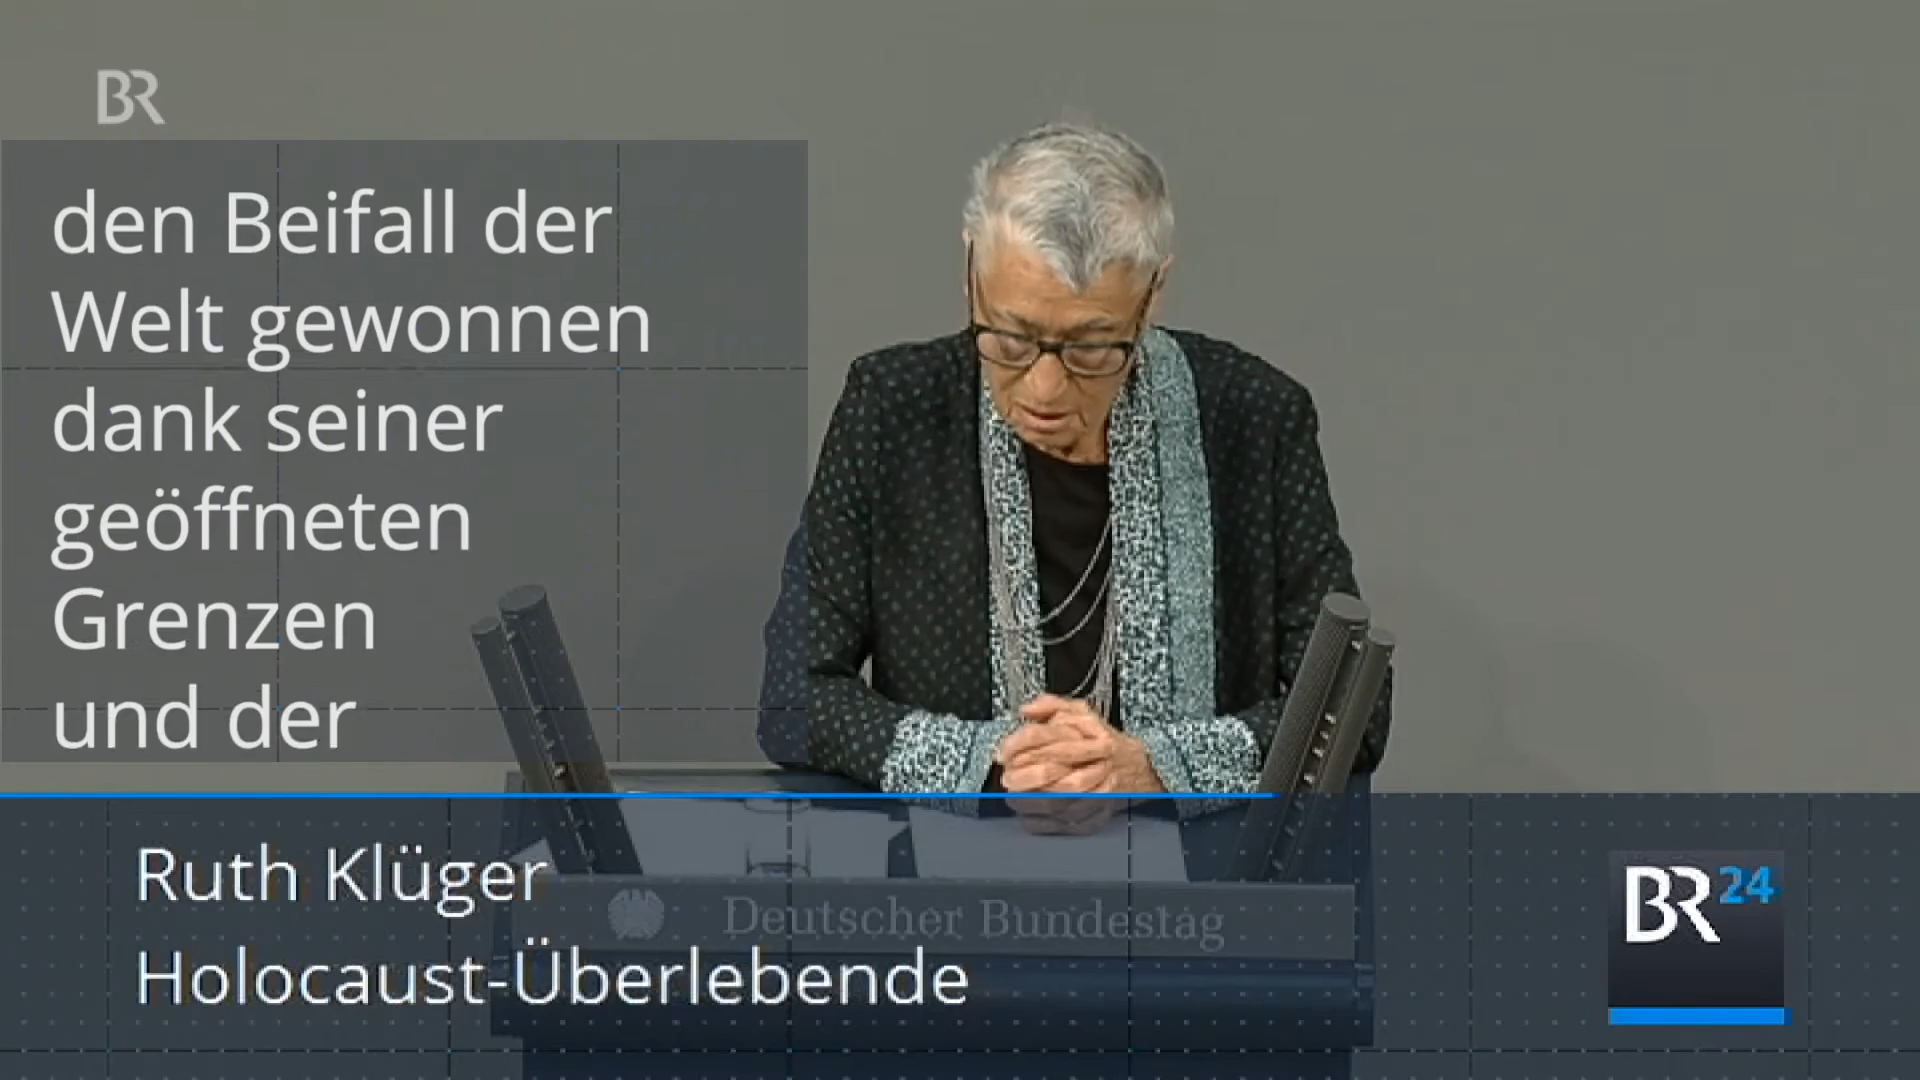 BR
den Beifall der
Welt gewonnen
dank seiner
geöffneten
Grenzen
und der
Ruth Klüger
Holocaust-Überlebende
Deutscher Bundestag
BR24